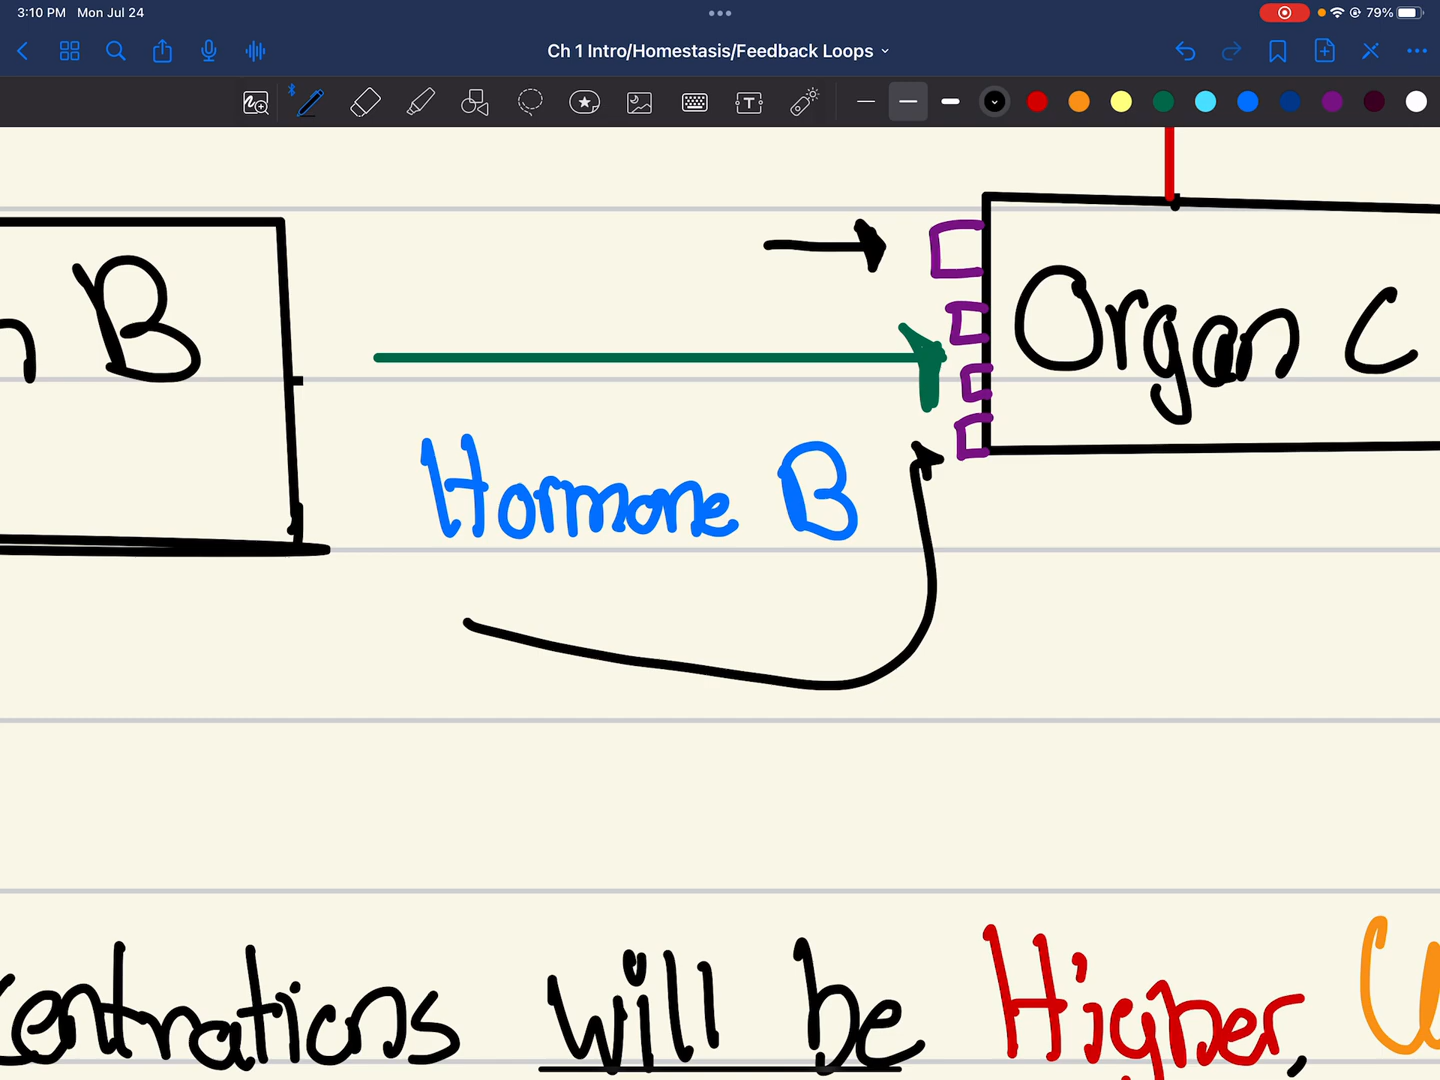 3:10 PM Mon Jul 24
79%
Ch 1 Intro/Homestasis/Feedback Loops
T
B
Organ C
Hormone B
will be Higher,